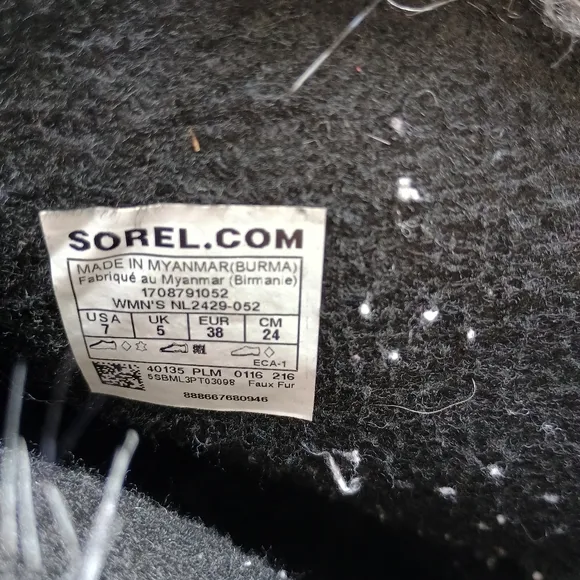 SOREL.COM
MADE IN MYANMAR(BURMA)
Fabriqué au Myanmar (Birmanie)
1708791052
WMN'S NL2429-052
USA UK EUR CM
7 5 38 24
ECA-1
40135 PLM 0116 216
5SBML3PT03098 Faux Fur
888667680946